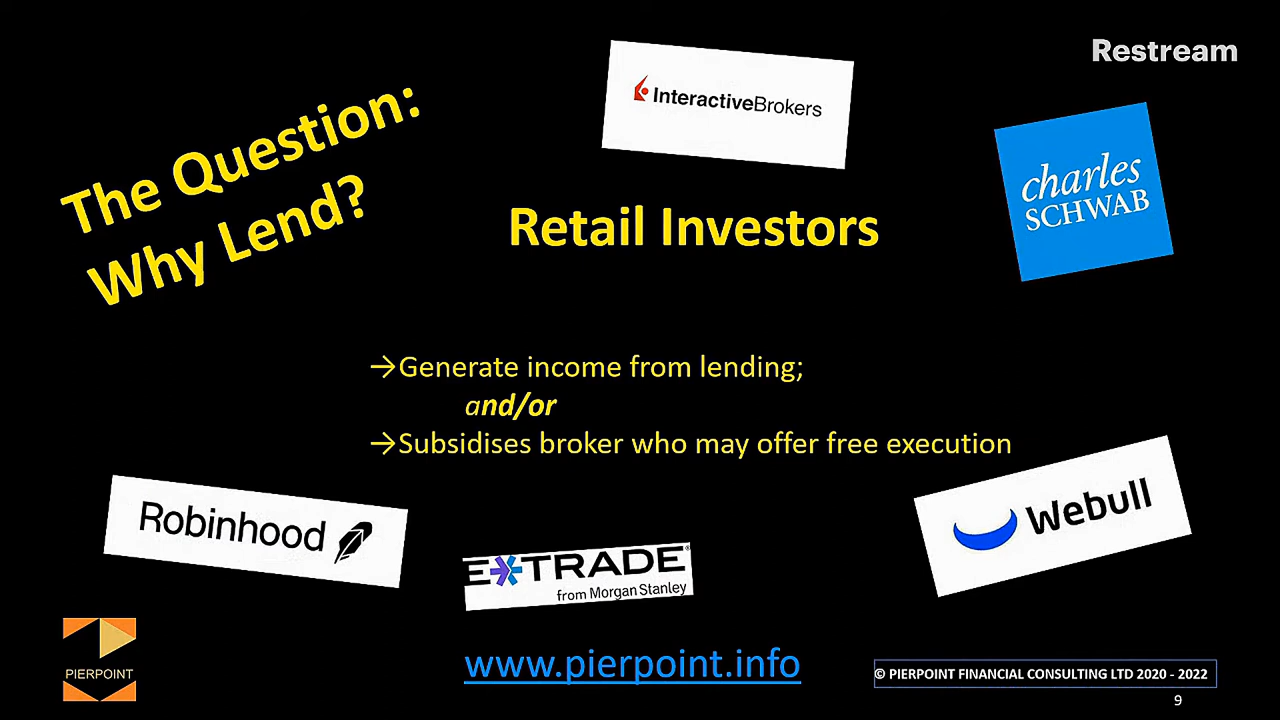 Restream
The Question:
Why Lend?
InteractiveBrokers
charles
SCHWAB
Retail Investors
→Generate income from lending;
and/or
→Subsidises broker who may offer free execution
Robinhood
E*TRADE®
from Morgan Stanley
Webull
PIERPOINT
www.pierpoint.info
© PIERPOINT FINANCIAL CONSULTING LTD 2020 - 2022
9